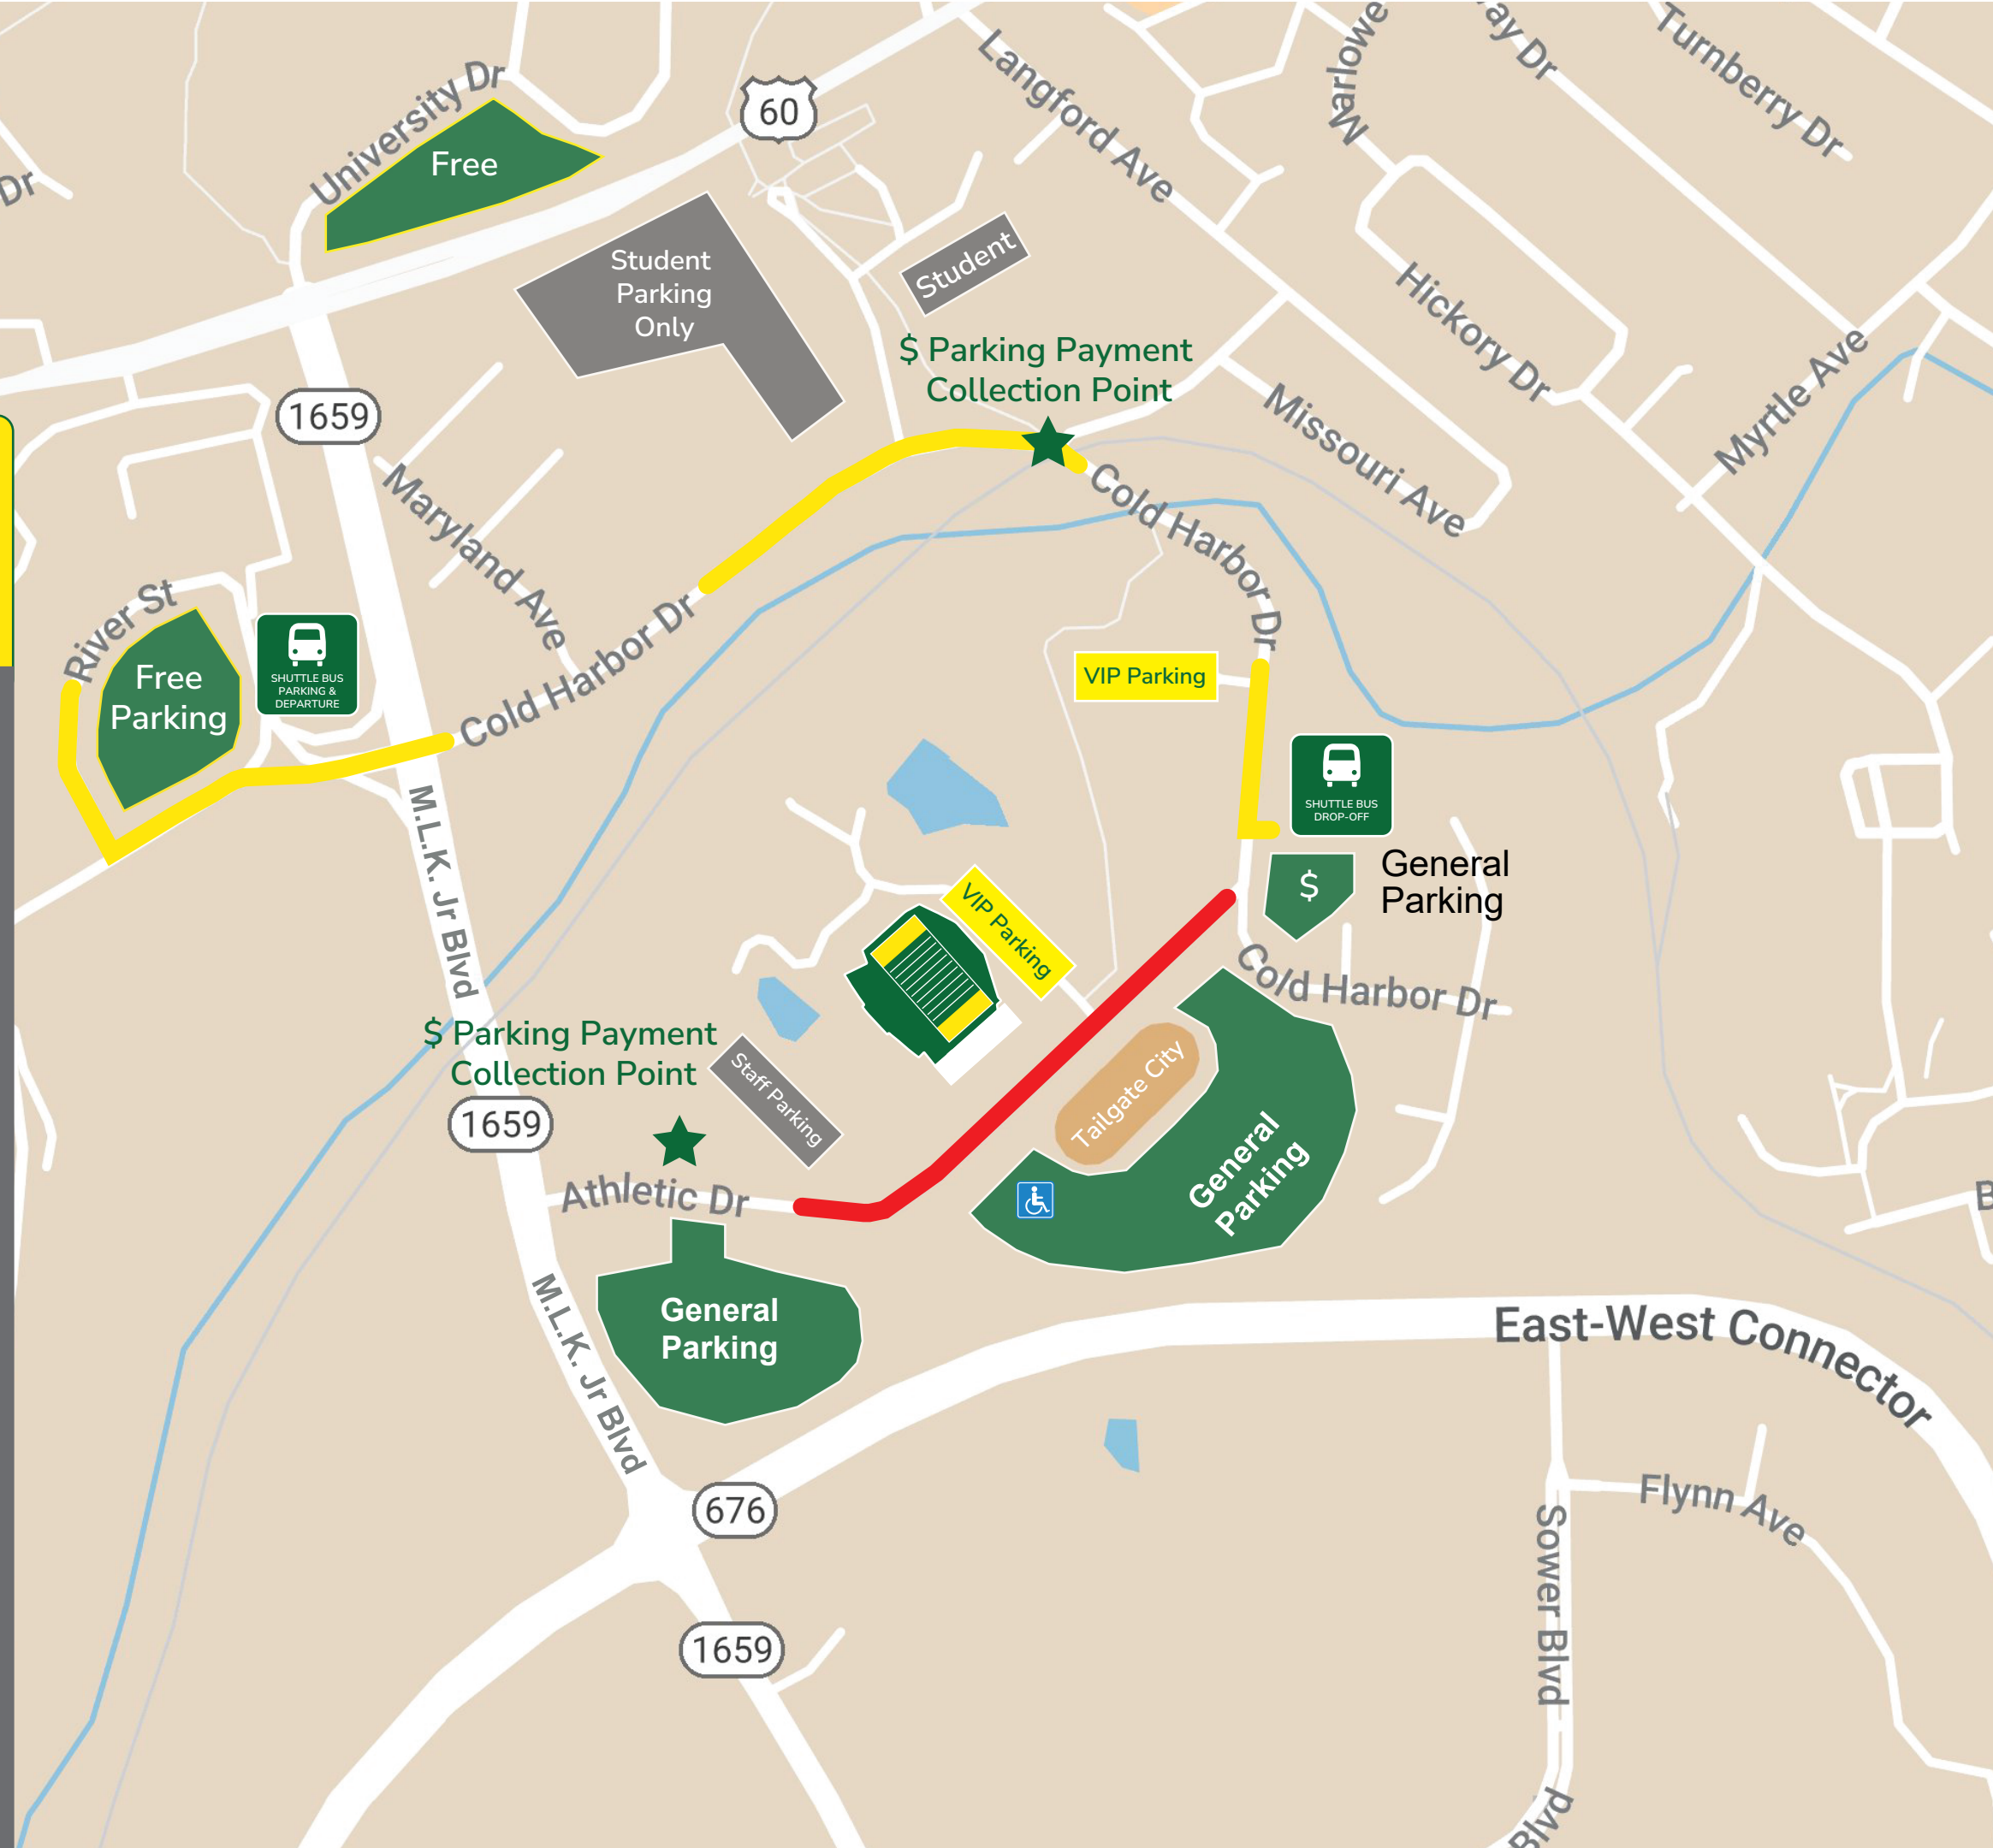 University Dr
Free
60
Langford Ave
Marlowe
ay Dr
Turnberry Dr
Dr
Student
Parking
Only
Student
Hickory Dr
Myrtle Ave
$ Parking Payment
Collection Point
1659
Missouri Ave
Maryland Ave
Cold Harbor Dr
River St
Free
Parking
SHUTTLE BUS
PARKING &
DEPARTURE
Cold Harbor Dr
VIP Parking
SHUTTLE BUS
DROP-OFF
M.L.K. Jr Blvd
$
General
Parking
VIP Parking
Cold Harbor Dr
$ Parking Payment
Collection Point
Staff Parking
Tailgate City
1659
General
Parking
Athletic Dr
B
General
Parking
M.L.K. Jr Blvd
East-West Connector
676
Flynn Ave
Sower Blvd
1659
Blvd